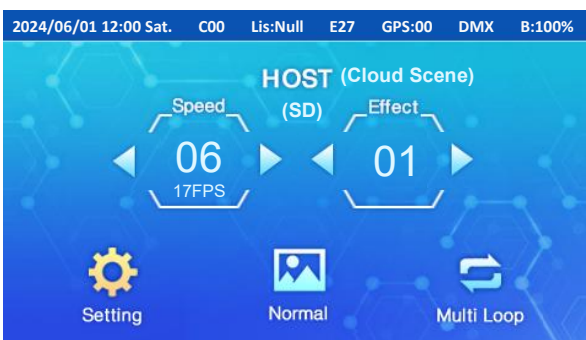 2024/06/01 12:00 Sat. C00 Lis:Null E27 GPS:00 DMX B:100%
HOST (Cloud Scene)
Speed (SD) Effect
06 01
17FPS
Setting Normal Multi Loop